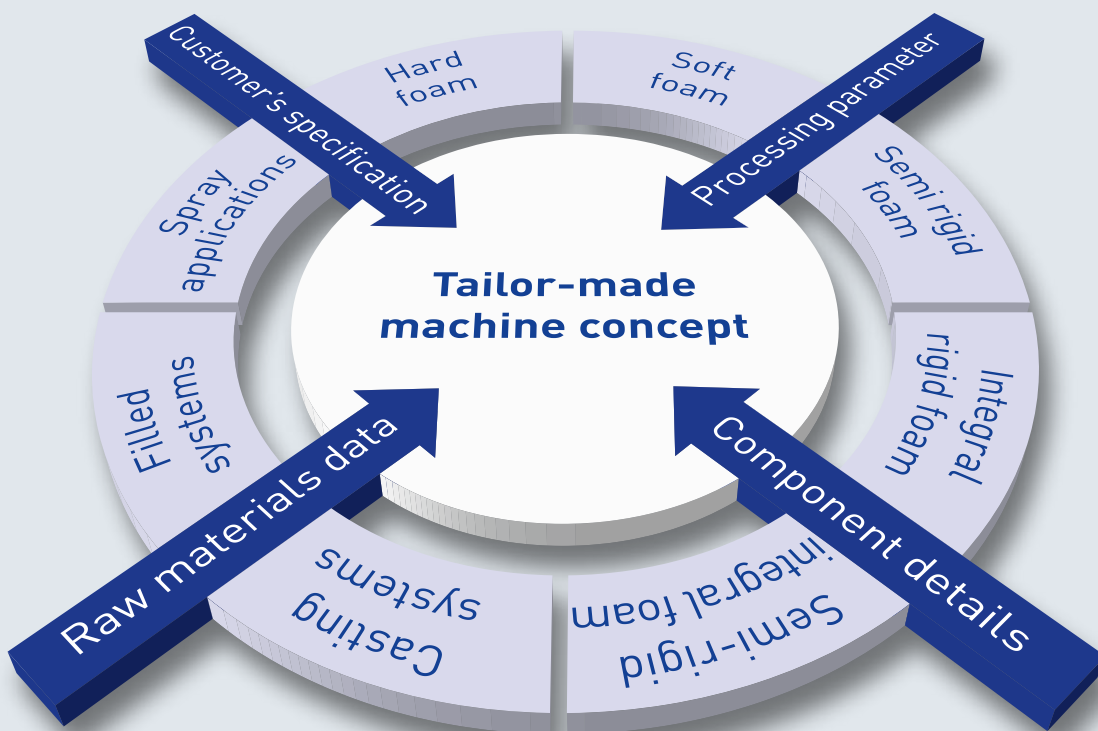 Customer's specification
Hard
foam
Soft
foam
Processing parameter
Spray
applications
Semi rigid
foam
Tailor-made
machine concept
Filled
systems
Integral
rigid foam
Raw materials data
Component details
Casting
systems
Semi-rigid
integral foam